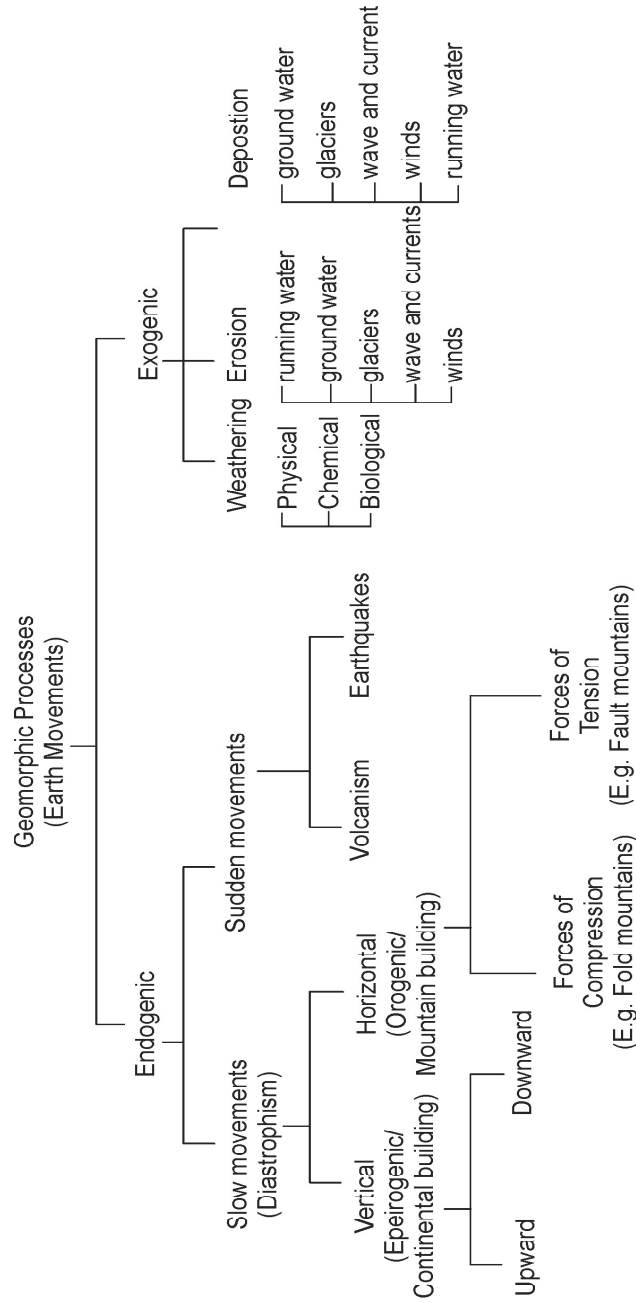 Geomorphic Processes
(Earth Movements)
Endogenic
Exogenic
Slow movements
(Diastrophism)
Sudden movements
Weathering
Erosion
Depostion
Vertical
(Epeirogenic/
Continental building)
Horizontal
(Orogenic/
Mountain building)
Volcanism
Earthquakes
Physical
Chemical
Biological
running water
ground water
glaciers
wave and currents
winds
ground water
glaciers
wave and current
winds
running water
Upward
Downward
Forces of
Compression
(E.g. Fold mountains)
Forces of
Tension
(E.g. Fault mountains)